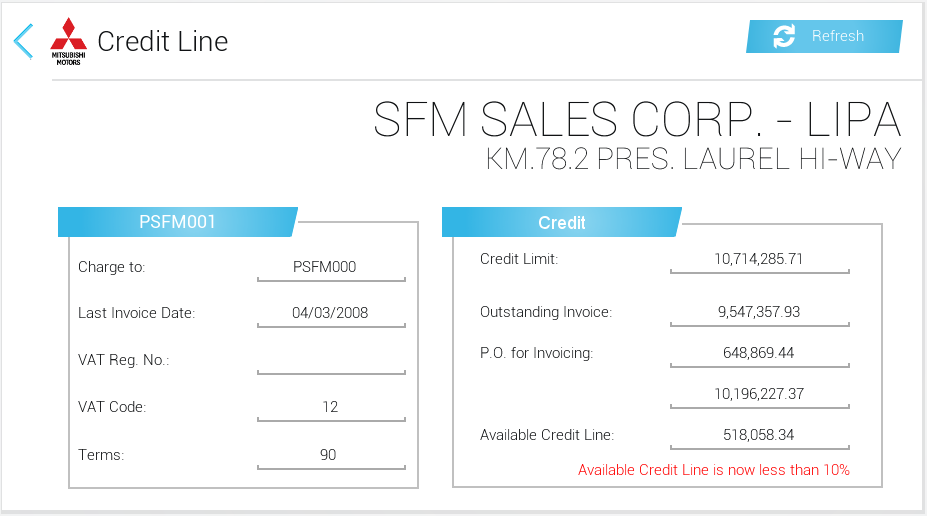 MITSUBISHI
MOTORS
Credit Line
Refresh
SFM SALES CORP. - LIPA
KM.78.2 PRES. LAUREL HI-WAY
PSFM001
Charge to: PSFM000
Last Invoice Date: 04/03/2008
VAT Reg. No.:
VAT Code: 12
Terms: 90
Credit
Credit Limit: 10,714,285.71
Outstanding Invoice: 9,547,357.93
P.O. for Invoicing: 648,869.44
10,196,227.37
Available Credit Line: 518,058.34
Available Credit Line is now less than 10%